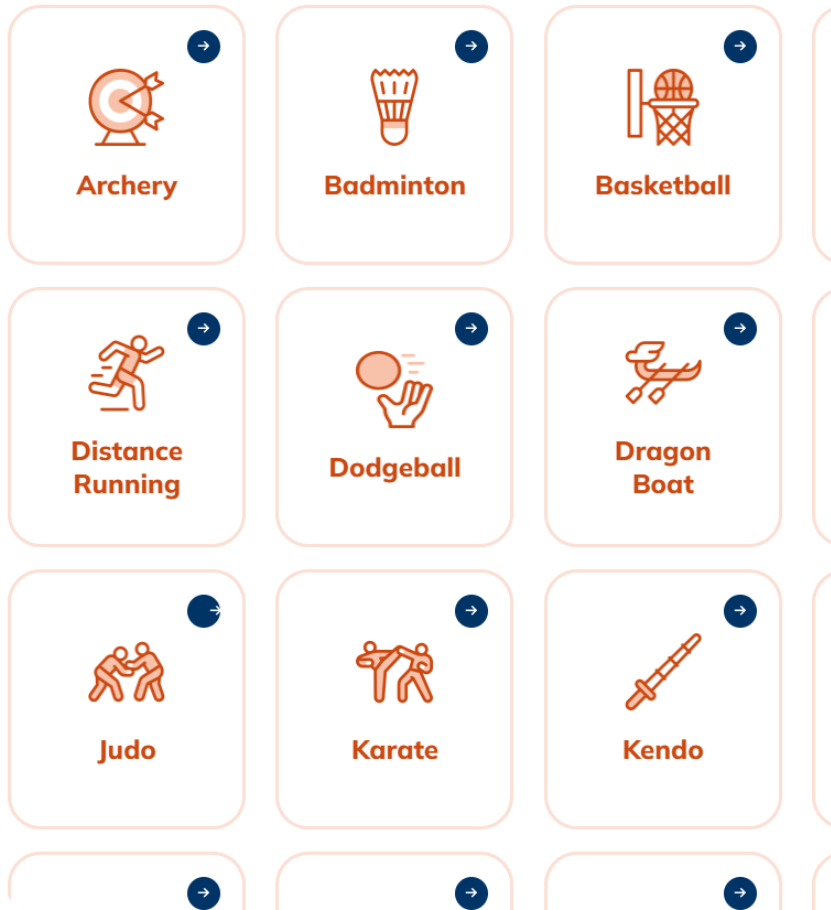 Archery
Badminton
Basketball
Distance
Running
Dodgeball
Dragon
Boat
Judo
Karate
Kendo